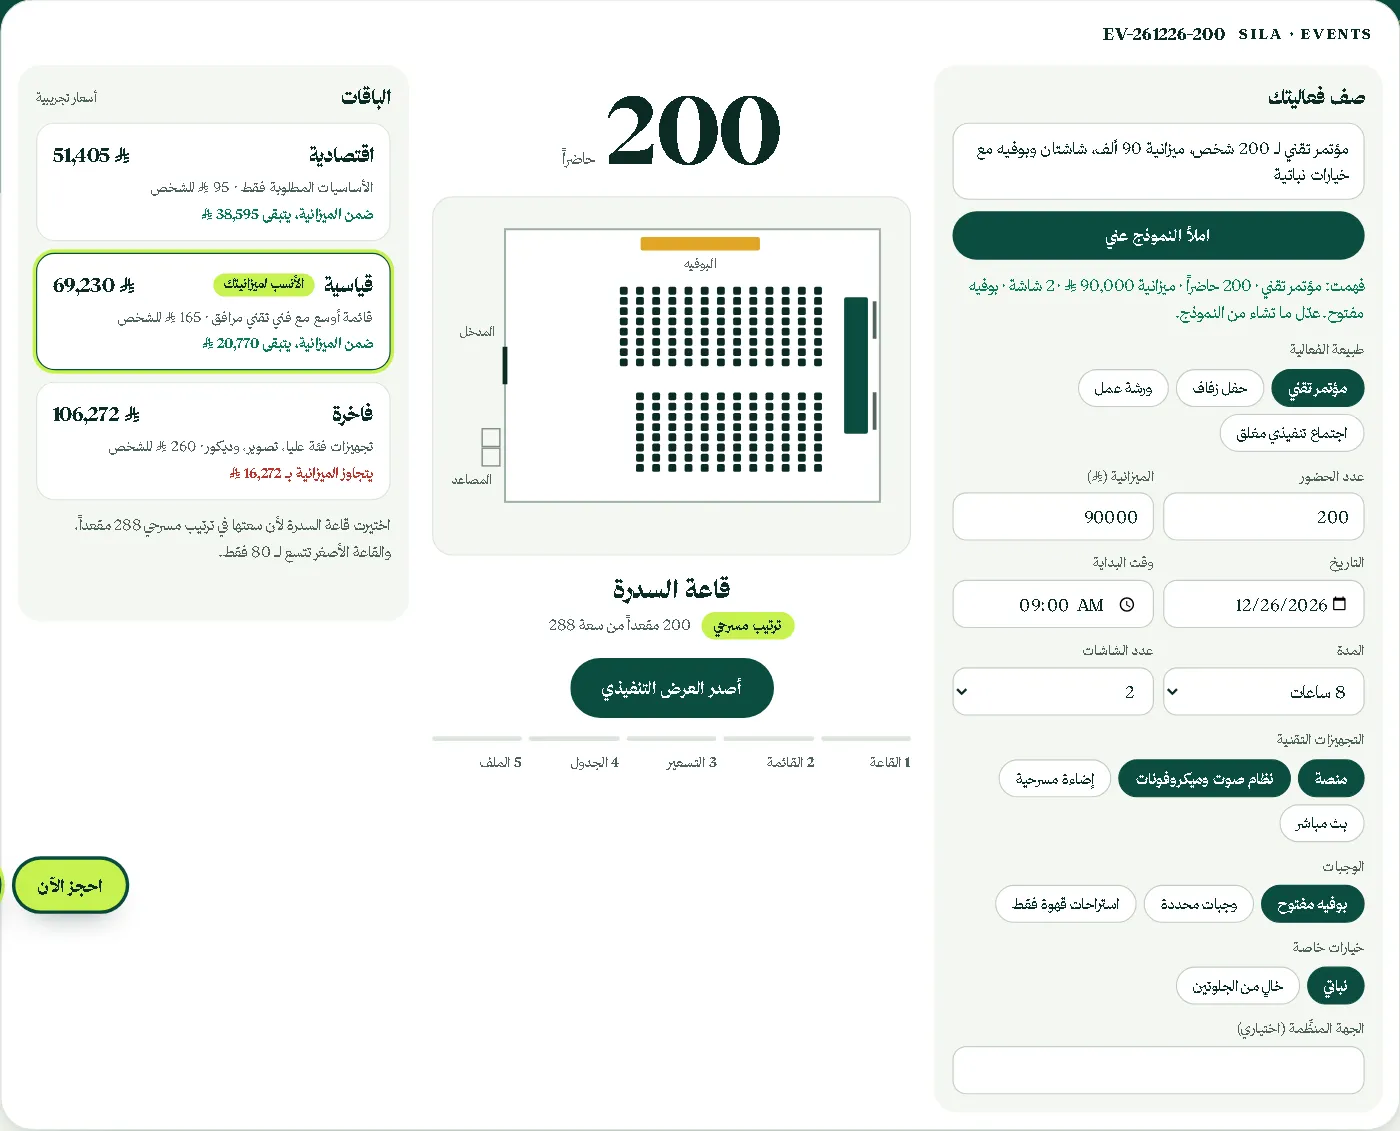 SILA · EVENTS EV-261226-200
صف فعاليتك
مؤتمر تقني لـ 200 شخص، ميزانية 90 ألف، شاشتان وبوفيه مع
خيارات نباتية
املأ النموذج عني
فهمت: مؤتمر تقني · 200 حاضراً · ميزانية 90,000 ⃁ · 2 شاشة · بوفيه
مفتوح. عدّل ما تشاء من النموذج.
طبيعة الفعالية
مؤتمر تقني
حفل زفاف
ورشة عمل
اجتماع تنفيذي مغلق
عدد الحضور
الميزانية (⃁)
200
90000
التاريخ
وقت البداية
12/26/2026
09:00 AM
المدة
عدد الشاشات
8 ساعات
2
التجهيزات التقنية
منصة
نظام صوت وميكروفونات
إضاءة مسرحية
بث مباشر
الوجبات
بوفيه مفتوح
وجبات محددة
استراحات قهوة فقط
خيارات خاصة
نباتي
خالٍ من الجلوتين
الجهة المنظّمة (اختياري)
200 حاضراً
البوفيه
المدخل
المصاعد
قاعة السدرة
ترتيب مسرحي 200 مقعداً من سعة 288
أصدر العرض التنفيذي
1 القاعة
2 القائمة
3 التسعير
4 الجدول
5 الملف
الباقات
أسعار تجريبية
اقتصادية
51,405 ⃁
الأساسيات المطلوبة فقط · 95 ⃁ للشخص
ضمن الميزانية، يتبقى 38,595 ⃁
قياسية
الأنسب لميزانيتك
69,230 ⃁
قائمة أوسع مع فني تقني مرافق · 165 ⃁ للشخص
ضمن الميزانية، يتبقى 20,770 ⃁
فاخرة
106,272 ⃁
تجهيزات فئة عليا، تصوير، وديكور · 260 ⃁ للشخص
يتجاوز الميزانية بـ 16,272 ⃁
اختيرت قاعة السدرة لأن سعتها في ترتيب مسرحي 288 مقعداً،
والقاعة الأصغر تتسع لـ 80 فقط.
احجز الآن